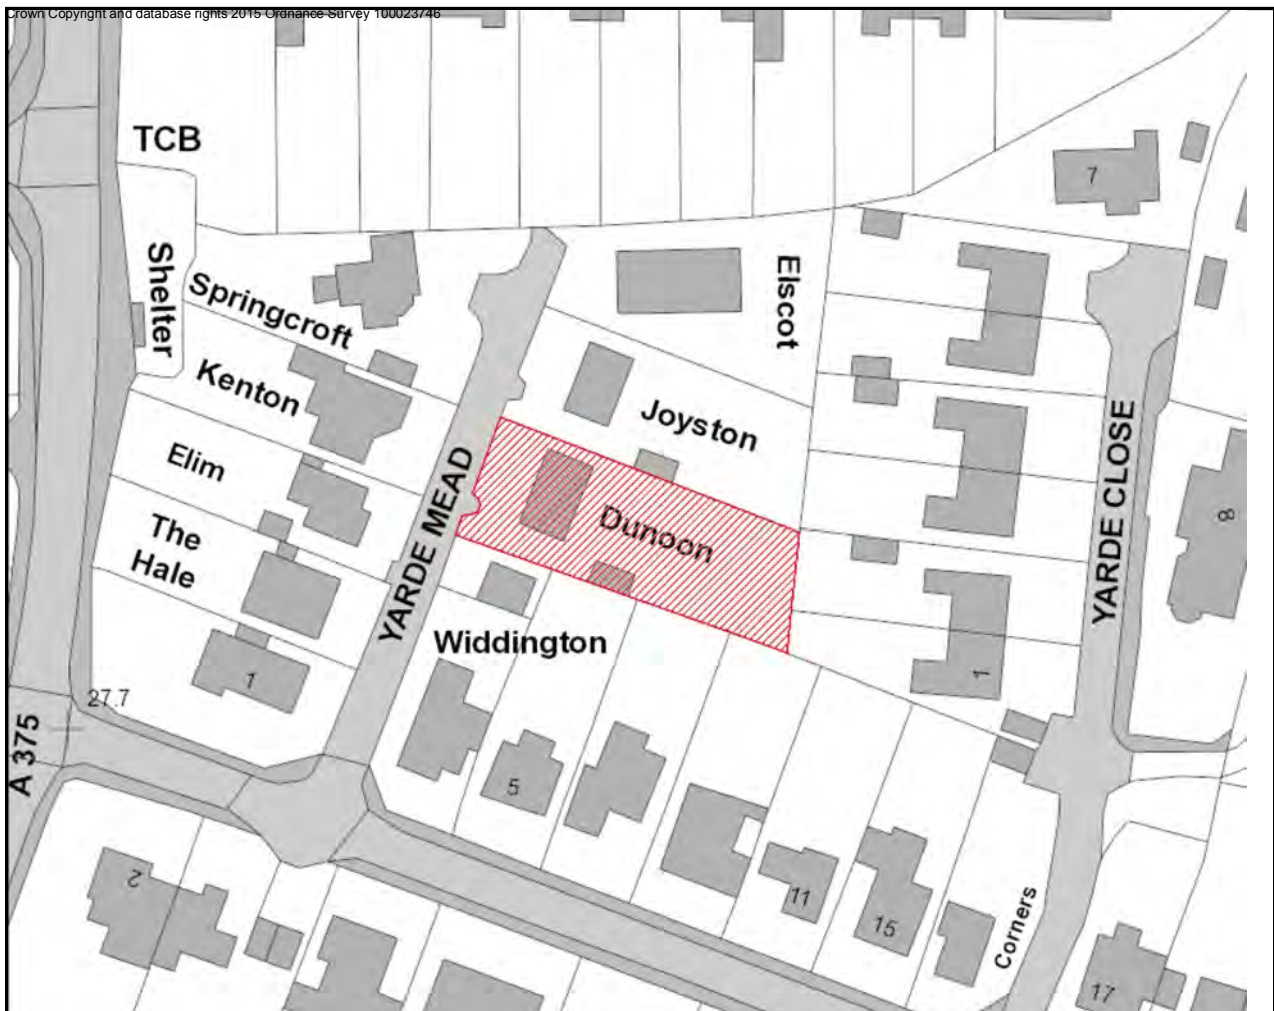 Crown Copyright and database rights 2015 Ordnance Survey 100023746
TCB
7
Shelter
Springcroft
Elscot
Kenton
Joyston
Elim
YARDE MEAD
YARDE CLOSE
8
Dunoon
The
Hale
Widdington
1
1
27.7
A 375
5
2
11
15
Corners
17